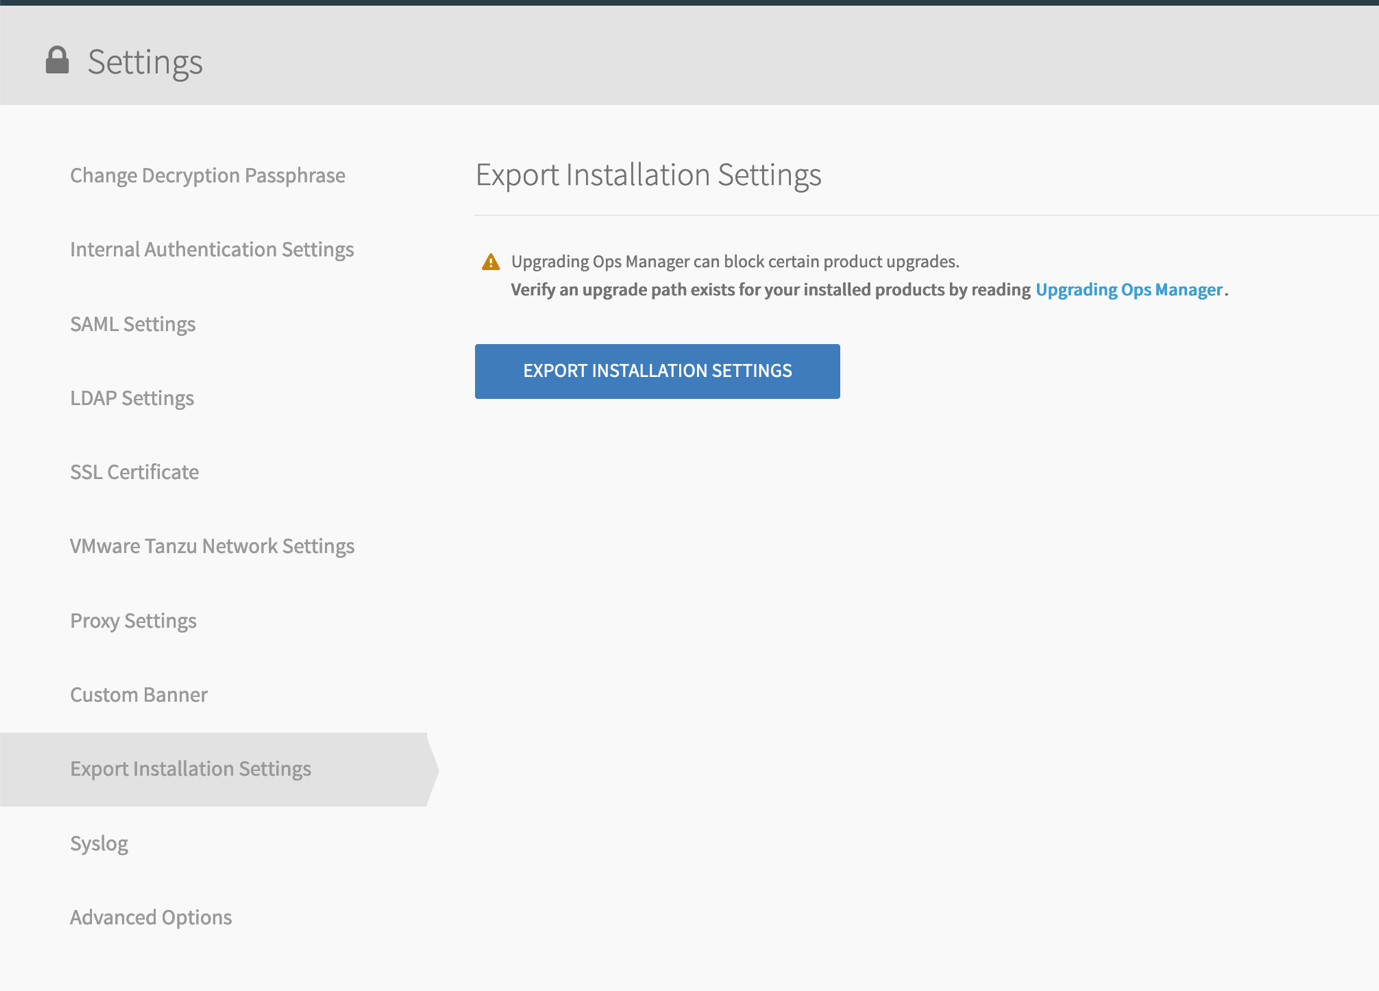 Settings
Change Decryption Passphrase
Internal Authentication Settings
SAML Settings
LDAP Settings
SSL Certificate
VMware Tanzu Network Settings
Proxy Settings
Custom Banner
Export Installation Settings
Syslog
Advanced Options
Export Installation Settings
Upgrading Ops Manager can block certain product upgrades.
Verify an upgrade path exists for your installed products by reading Upgrading Ops Manager.
EXPORT INSTALLATION SETTINGS